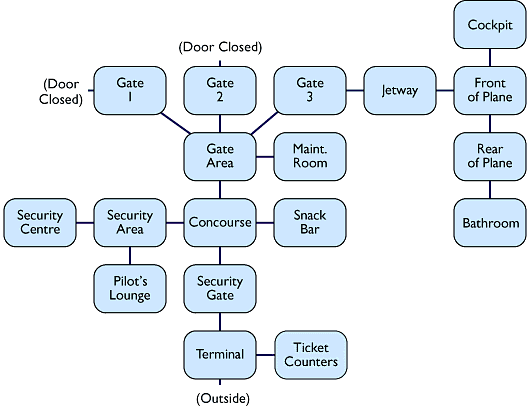 Cockpit
(Door Closed)
(Door
Closed)
Gate
1
Gate
2
Gate
3
Jetway
Front
of Plane
Gate
Area
Maint.
Room
Rear
of Plane
Security
Centre
Security
Area
Concourse
Snack
Bar
Bathroom
Pilot's
Lounge
Security
Gate
Terminal
Ticket
Counters
(Outside)